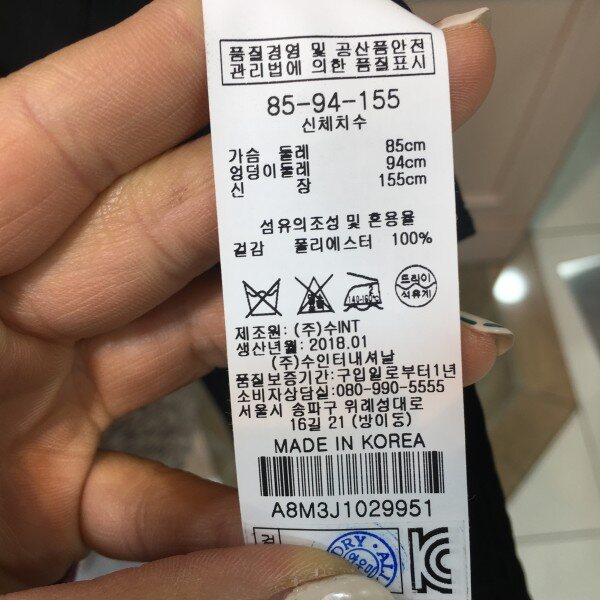 품질경영 및 공산품안전
관리법에 의한 품질표시
85-94-155
신체치수
가슴 둘레 85cm
엉덩이둘레 94cm
신 장 155cm
섬유의조성 및 혼용율
겉감 폴리에스터 100%
140-160℃
드라이
석유계
제조원: (주)수INT
생산년월: 2018.01
(주)수인터내셔날
품질보증기간:구입일로부터1년
소비자상담실:080-990-5555
서울시 송파구 위례성대로
16길 21 (방이동)
MADE IN KOREA
A8M3J1029951
DRY